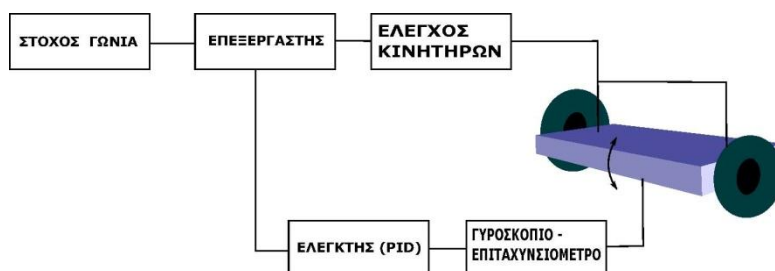 ΣΤΟΧΟΣ ΓΩΝΙΑ
ΕΠΕΞΕΡΓΑΣΤΗΣ
ΕΛΕΓΧΟΣ
ΚΙΝΗΤΗΡΩΝ
ΕΛΕΓΚΤΗΣ (PID)
ΓΥΡΟΣΚΟΠΙΟ -
ΕΠΙΤΑΧΥΝΣΙΟΜΕΤΡΟ